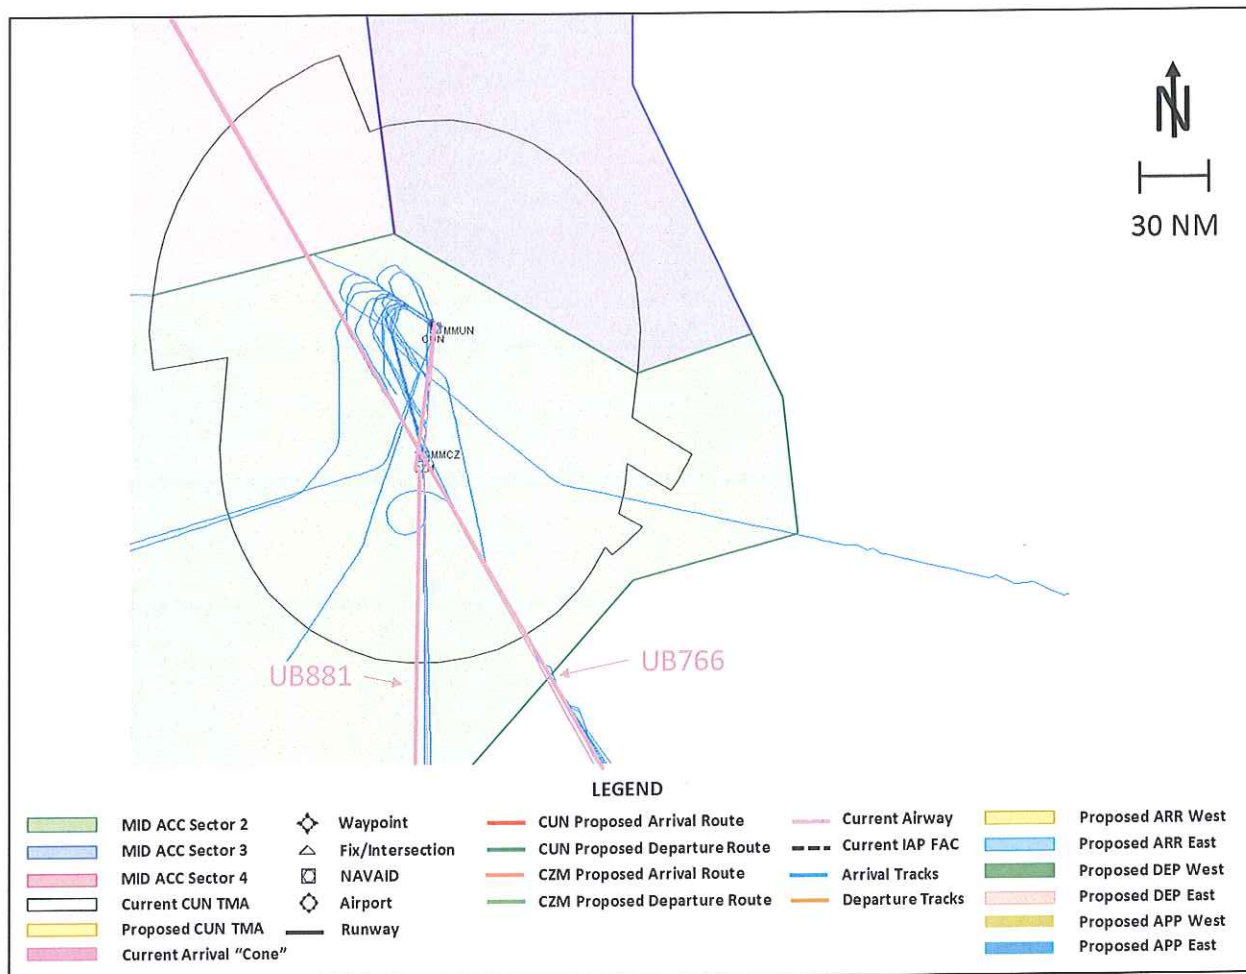 N
30 NM
MMUN
CUN
MMCZ
UB881
UB766
LEGEND
MID ACC Sector 2
MID ACC Sector 3
MID ACC Sector 4
Current CUN TMA
Proposed CUN TMA
Current Arrival "Cone"
Waypoint
Fix/Intersection
NAVAID
Airport
Runway
CUN Proposed Arrival Route
CUN Proposed Departure Route
CZM Proposed Arrival Route
CZM Proposed Departure Route
Current Airway
Current IAP FAC
Arrival Tracks
Departure Tracks
Proposed ARR West
Proposed ARR East
Proposed DEP West
Proposed DEP East
Proposed APP West
Proposed APP East